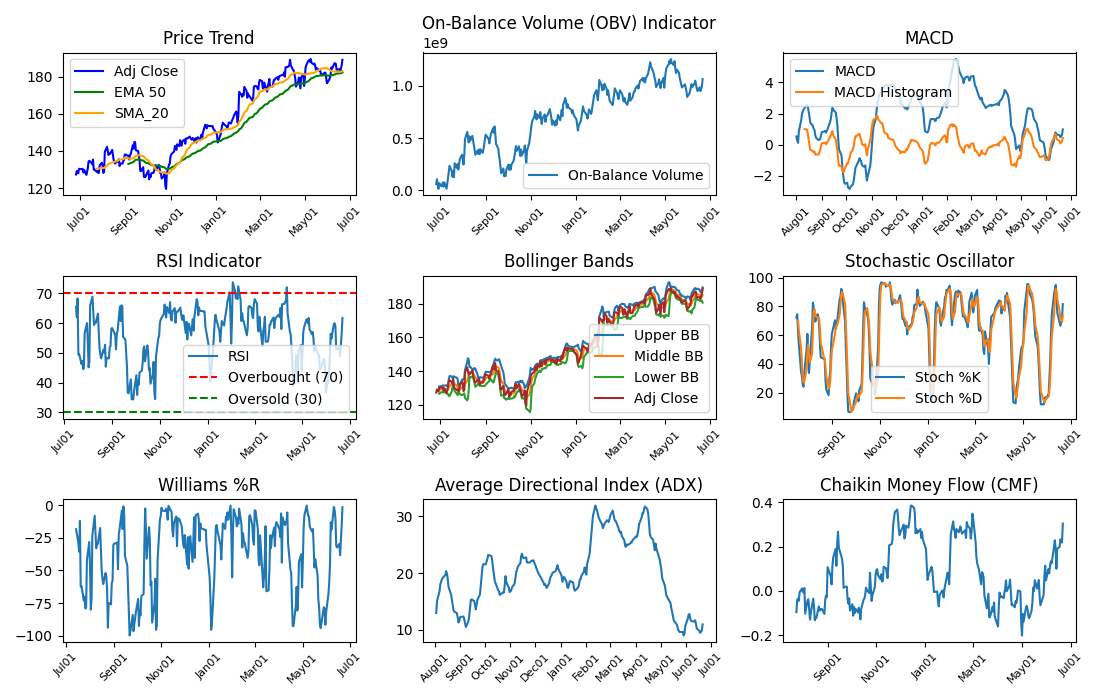 Price Trend
180
160
140
120
Adj Close
EMA 50
SMA_20
Jul01
Sep01
Nov01
Jan01
Mar01
May01
Jul01
On-Balance Volume (OBV) Indicator
1e9
1.0
0.5
0.0
On-Balance Volume
Jul01
Sep01
Nov01
Jan01
Mar01
May01
Jul01
MACD
4
2
0
−2
MACD
MACD Histogram
Aug01
Sep01
Oct01
Nov01
Dec01
Jan01
Feb01
Mar01
Apr01
May01
Jun01
Jul01
RSI Indicator
70
60
50
40
30
RSI
Overbought (70)
Oversold (30)
Jul01
Sep01
Nov01
Jan01
Mar01
May01
Jul01
Bollinger Bands
180
160
140
120
Upper BB
Middle BB
Lower BB
Adj Close
Jul01
Sep01
Nov01
Jan01
Mar01
May01
Jul01
Stochastic Oscillator
100
80
60
40
20
Stoch %K
Stoch %D
Sep01
Nov01
Jan01
Mar01
May01
Jul01
Williams %R
0
−25
−50
−75
−100
Jul01
Sep01
Nov01
Jan01
Mar01
May01
Jul01
Average Directional Index (ADX)
30
20
10
Aug01
Sep01
Oct01
Nov01
Dec01
Jan01
Feb01
Mar01
Apr01
May01
Jun01
Jul01
Chaikin Money Flow (CMF)
0.4
0.2
0.0
−0.2
Sep01
Nov01
Jan01
Mar01
May01
Jul01